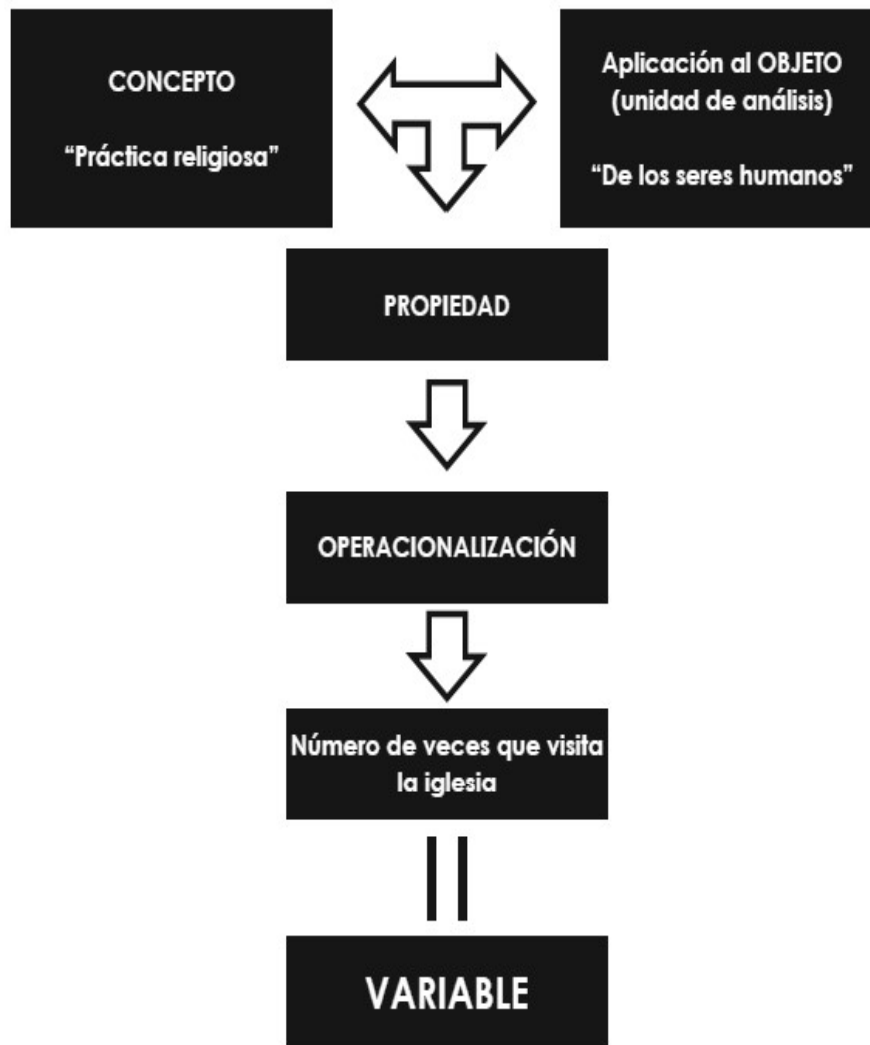 CONCEPTO
“Práctica religiosa”
Aplicación al OBJETO
(unidad de análisis)
“De los seres humanos”
PROPIEDAD
OPERACIONALIZACIÓN
Número de veces que visita
la iglesia
VARIABLE